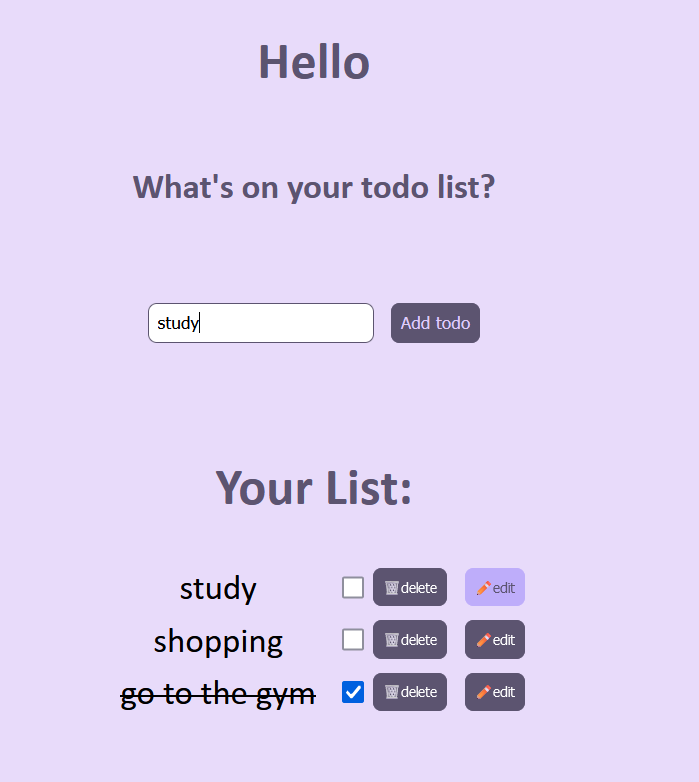 Hello
What's on your todo list?
study Add todo
Your List:
study delete edit
shopping delete edit
go to the gym delete edit